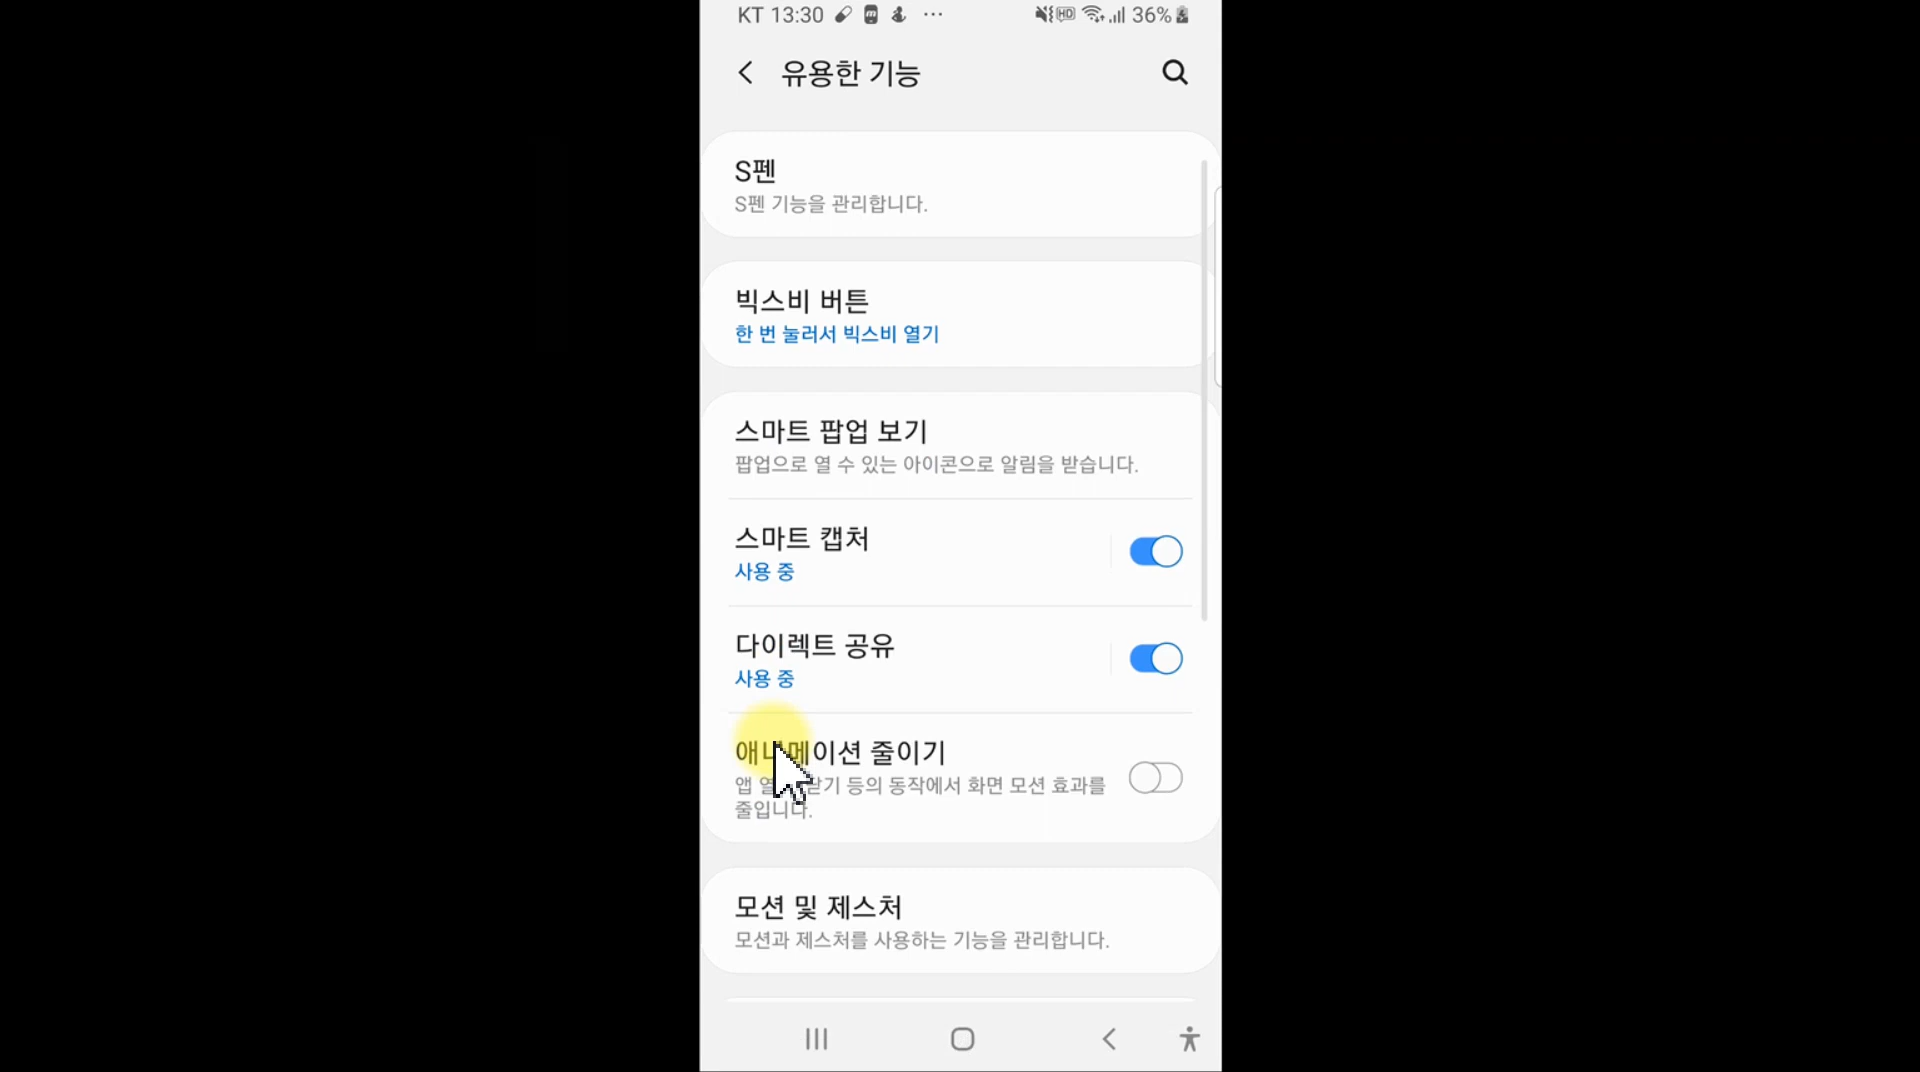 KT 13:30 HD 36%
유용한 기능
S펜
S펜 기능을 관리합니다.
빅스비 버튼
한 번 눌러서 빅스비 열기
스마트 팝업 보기
팝업으로 열 수 있는 아이콘으로 알림을 받습니다.
스마트 캡처
사용 중
다이렉트 공유
사용 중
애니메이션 줄이기
앱 닫기 등의 동작에서 화면 모션 효과를
줄입니다.
모션 및 제스처
모션과 제스처를 사용하는 기능을 관리합니다.